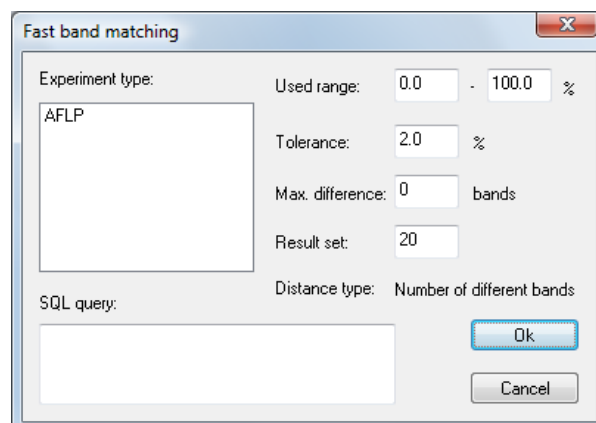 Fast band matching
Experiment type:
AFLP
Used range: 0.0 - 100.0 %
Tolerance: 2.0 %
Max. difference: 0 bands
Result set: 20
Distance type: Number of different bands
SQL query:
Ok
Cancel